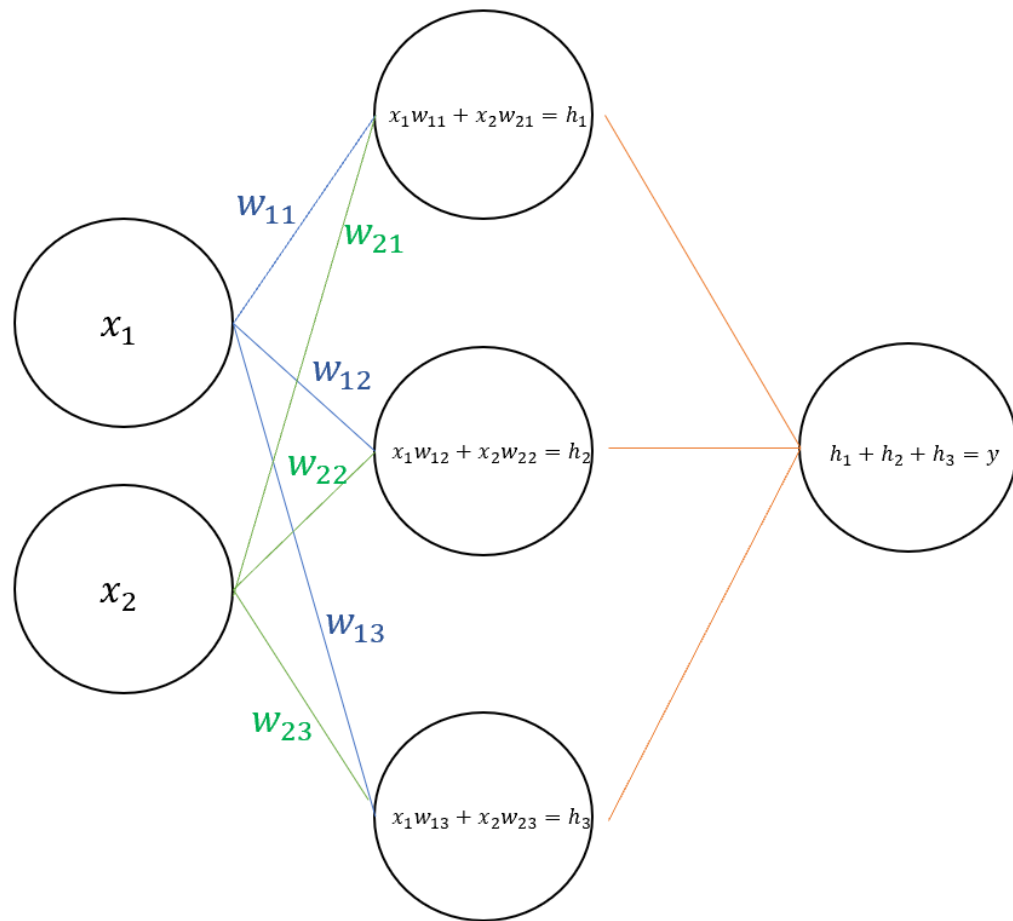 x₁w₁₁ + x₂w₂₁ = h₁
w₁₁
w₂₁
x₁
w₁₂
x₁w₁₂ + x₂w₂₂ = h₂
h₁ + h₂ + h₃ = y
w₂₂
x₂
w₁₃
w₂₃
x₁w₁₃ + x₂w₂₃ = h₃